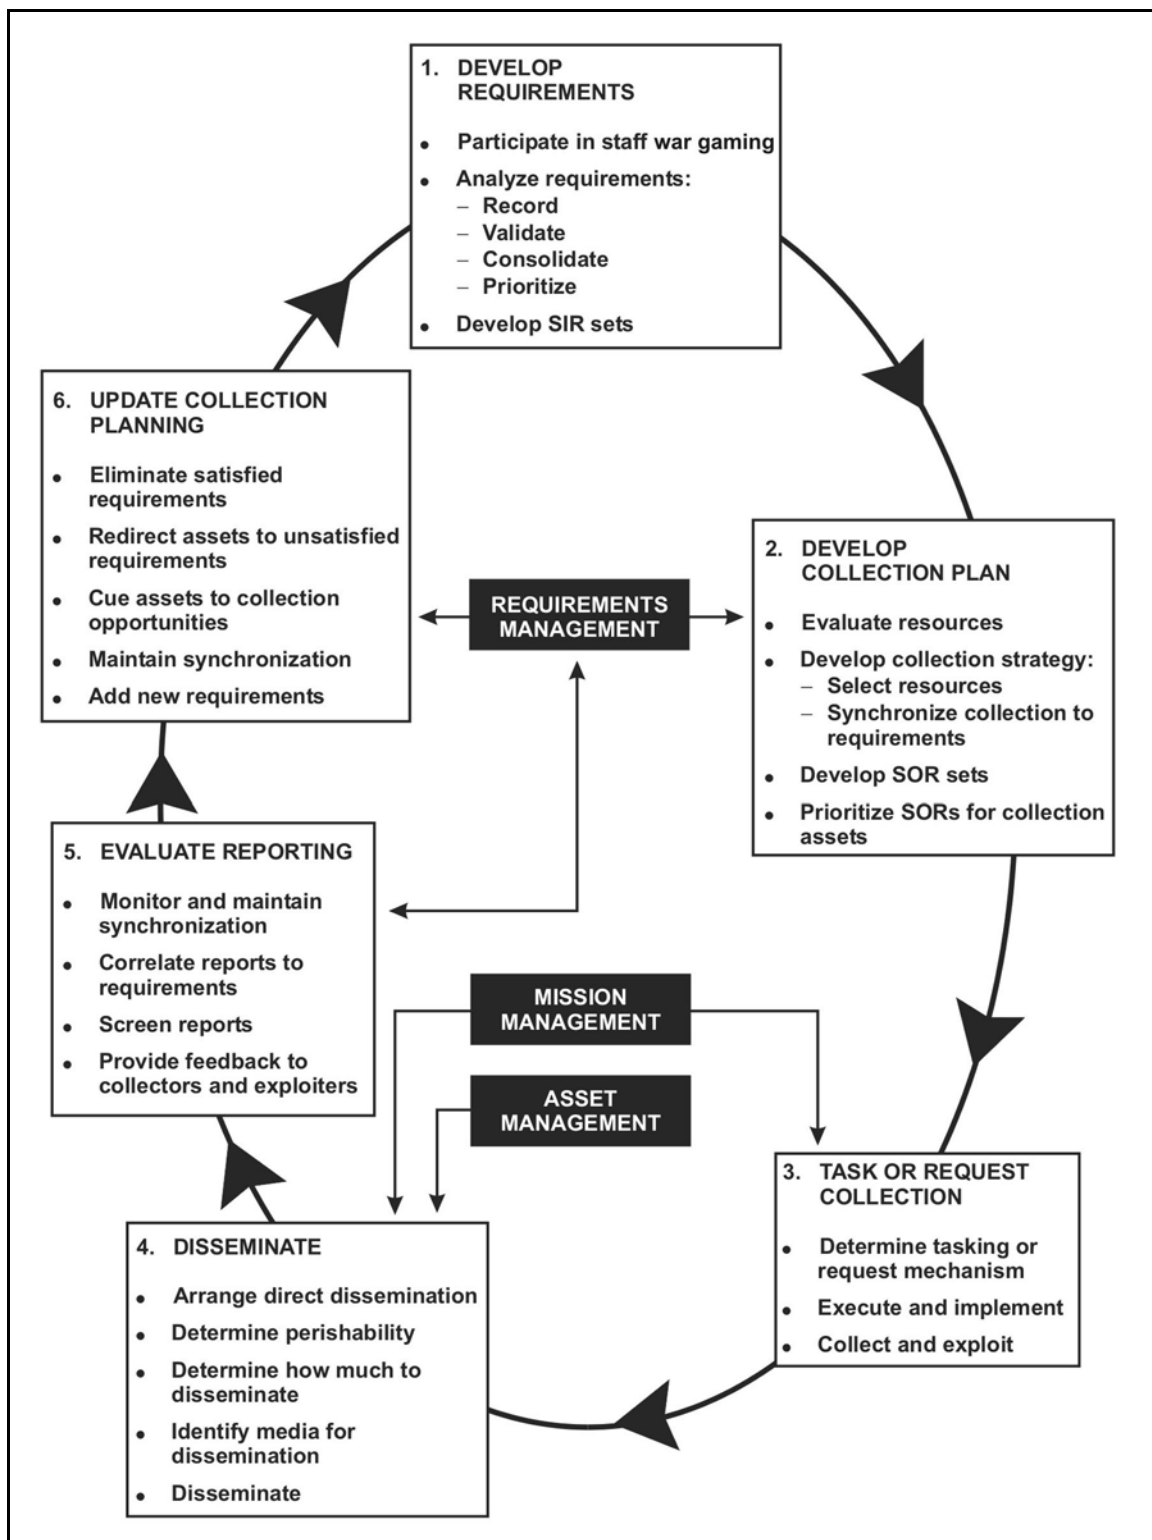 1. DEVELOP
REQUIREMENTS
• Participate in staff war gaming
• Analyze requirements:
– Record
– Validate
– Consolidate
– Prioritize
• Develop SIR sets
6. UPDATE COLLECTION
PLANNING
• Eliminate satisfied
requirements
• Redirect assets to unsatisfied
requirements
• Cue assets to collection
opportunities
• Maintain synchronization
• Add new requirements
REQUIREMENTS
MANAGEMENT
2. DEVELOP
COLLECTION PLAN
• Evaluate resources
• Develop collection strategy:
– Select resources
– Synchronize collection to
requirements
• Develop SOR sets
• Prioritize SORs for collection
assets
5. EVALUATE REPORTING
• Monitor and maintain
synchronization
• Correlate reports to
requirements
• Screen reports
• Provide feedback to
collectors and exploiters
MISSION
MANAGEMENT
ASSET
MANAGEMENT
3. TASK OR REQUEST
COLLECTION
• Determine tasking or
request mechanism
• Execute and implement
• Collect and exploit
4. DISSEMINATE
• Arrange direct dissemination
• Determine perishability
• Determine how much to
disseminate
• Identify media for
dissemination
• Disseminate